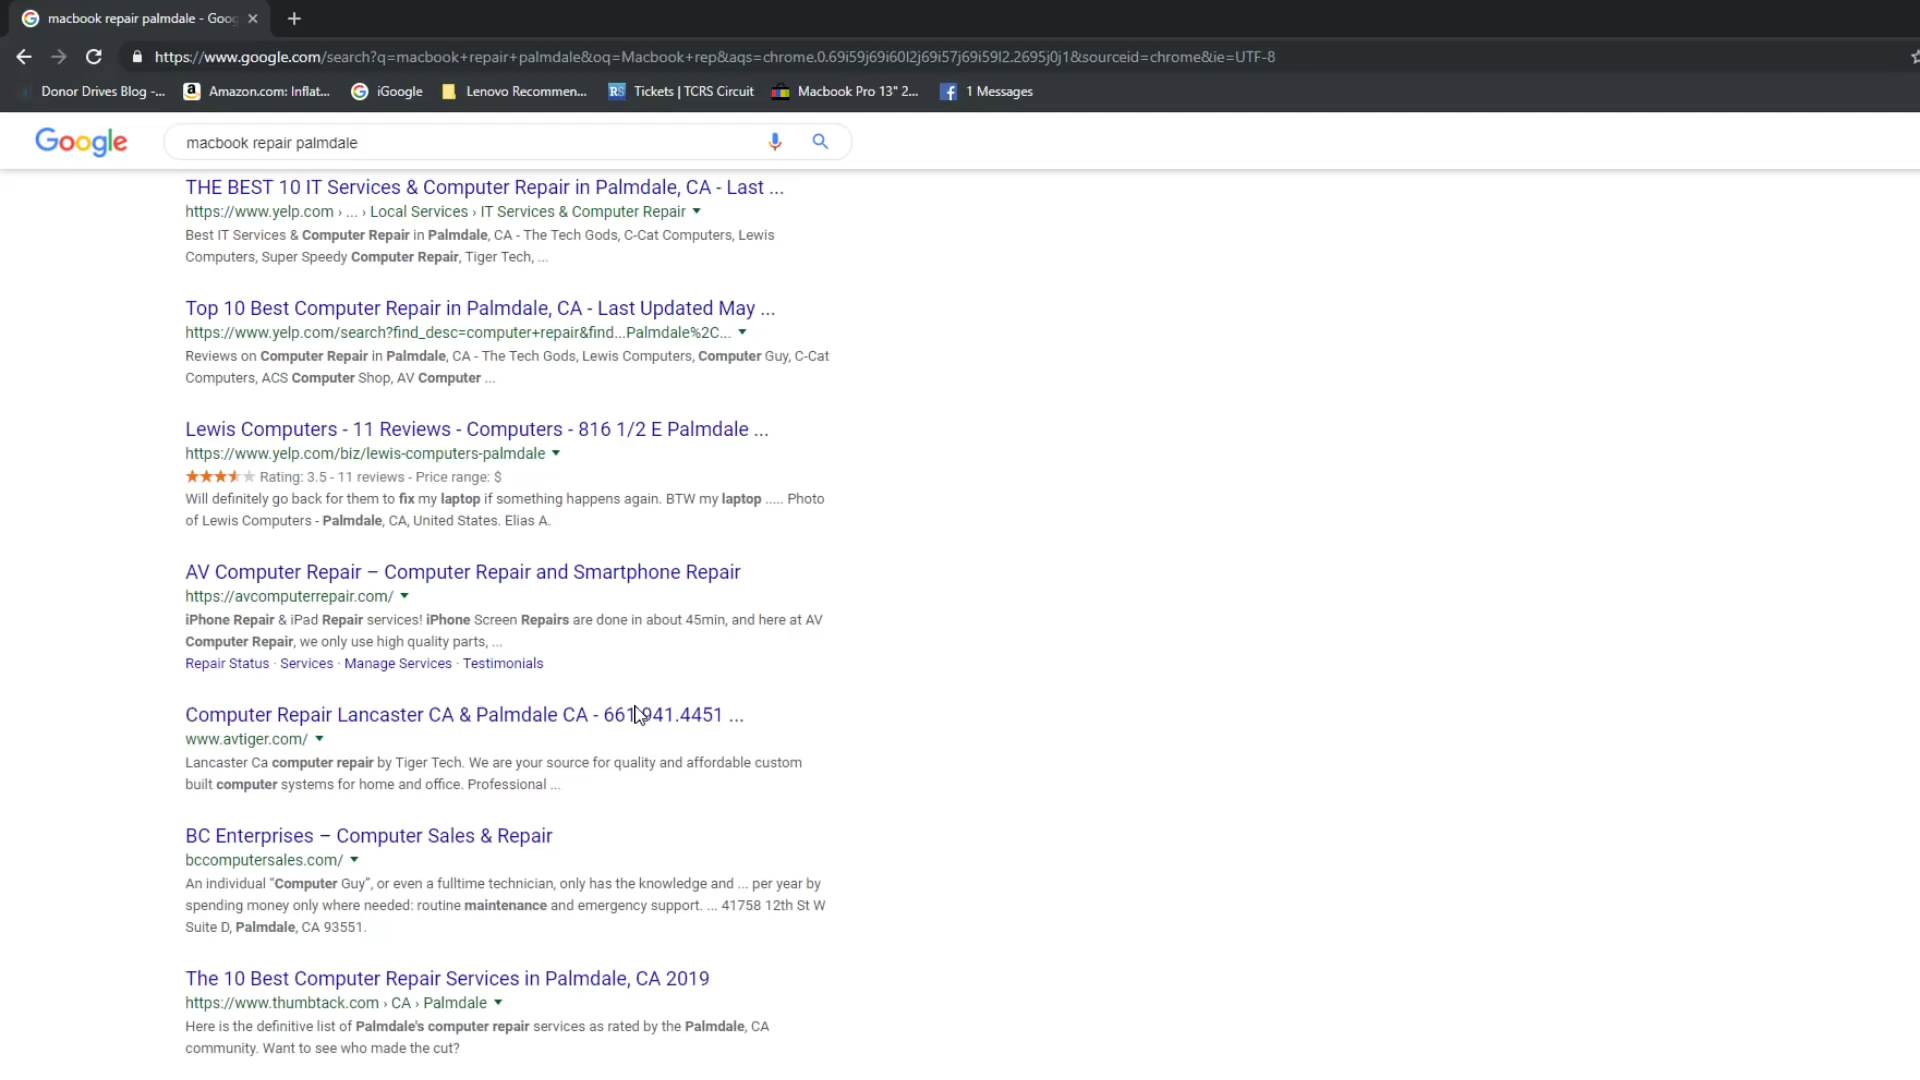 macbook repair palmdale - Goog
https://www.google.com/search?q=macbook+repair+palmdale&oq=Macbook+rep&aqs=chrome.0.69i59j69i60l2j69i57j69i59l2.2695j0j1&sourceid=chrome&ie=UTF-8
Donor Drives Blog -... Amazon.com: Inflat... iGoogle Lenovo Recommen... RS Tickets | TCRS Circuit Macbook Pro 13" 2... 1 Messages
Google macbook repair palmdale
THE BEST 10 IT Services & Computer Repair in Palmdale, CA - Last ...
https://www.yelp.com › ... › Local Services › IT Services & Computer Repair
Best IT Services & Computer Repair in Palmdale, CA - The Tech Gods, C-Cat Computers, Lewis
Computers, Super Speedy Computer Repair, Tiger Tech, ...
Top 10 Best Computer Repair in Palmdale, CA - Last Updated May ...
https://www.yelp.com/search?find_desc=computer+repair&find...Palmdale%2C...
Reviews on Computer Repair in Palmdale, CA - The Tech Gods, Lewis Computers, Computer Guy, C-Cat
Computers, ACS Computer Shop, AV Computer ...
Lewis Computers - 11 Reviews - Computers - 816 1/2 E Palmdale ...
https://www.yelp.com/biz/lewis-computers-palmdale
Rating: 3.5 - 11 reviews - Price range: $
Will definitely go back for them to fix my laptop if something happens again. BTW my laptop ..... Photo
of Lewis Computers - Palmdale, CA, United States. Elias A.
AV Computer Repair – Computer Repair and Smartphone Repair
https://avcomputerrepair.com/
iPhone Repair & iPad Repair services! iPhone Screen Repairs are done in about 45min, and here at AV
Computer Repair, we only use high quality parts, ...
Repair Status · Services · Manage Services · Testimonials
Computer Repair Lancaster CA & Palmdale CA - 661.941.4451 ...
www.avtiger.com/
Lancaster Ca computer repair by Tiger Tech. We are your source for quality and affordable custom
built computer systems for home and office. Professional ...
BC Enterprises – Computer Sales & Repair
bccomputersales.com/
An individual “Computer Guy”, or even a fulltime technician, only has the knowledge and ... per year by
spending money only where needed: routine maintenance and emergency support. ... 41758 12th St W
Suite D, Palmdale, CA 93551.
The 10 Best Computer Repair Services in Palmdale, CA 2019
https://www.thumbtack.com › CA › Palmdale
Here is the definitive list of Palmdale's computer repair services as rated by the Palmdale, CA
community. Want to see who made the cut?